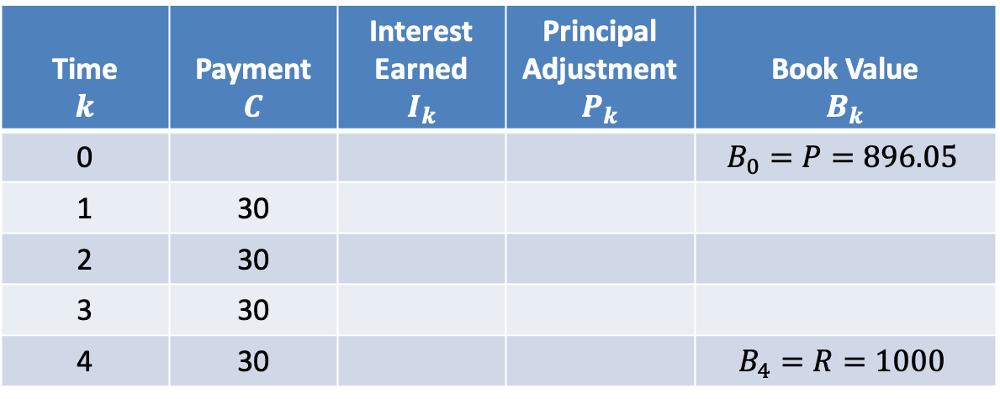 Time k Payment C Interest Earned I_k Principal Adjustment P_k Book Value B_k
0 B_0 = P = 896.05
1 30
2 30
3 30
4 30 B_4 = R = 1000